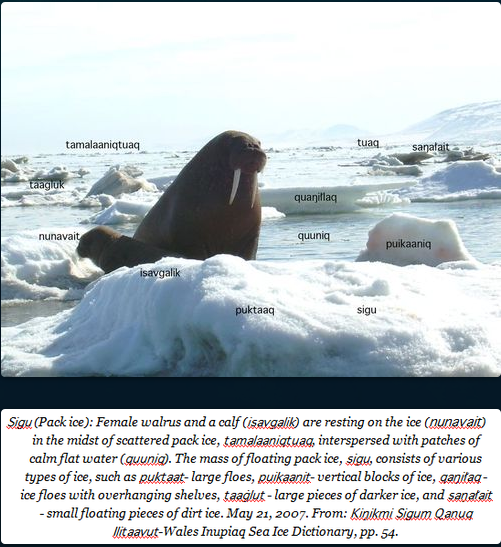 tamalaaniqtuaq
tuaq
sanafait
taagluk
quaŋiłaq
nunavait
quuniq
puikaaniq
isavgalik
puktaaq
sigu
Sigu (Pack ice): Female walrus and a calf (isavgalik) are resting on the ice (nunavait)
in the midst of scattered pack ice, tamalaaniqtuaq, interspersed with patches of
calm flat water (quuniq). The mass of floating pack ice, sigu, consists of various
types of ice, such as puktaat- large floes, puikaanit- vertical blocks of ice, qaŋiłaq -
ice floes with overhanging shelves, taaglut - large pieces of darker ice, and sanałait
- small floating pieces of dirt ice. May 21, 2007. From: Kiŋikmi Sigum Qanuq
Ilitaavut-Wales Inupiaq Sea Ice Dictionary, pp. 54.